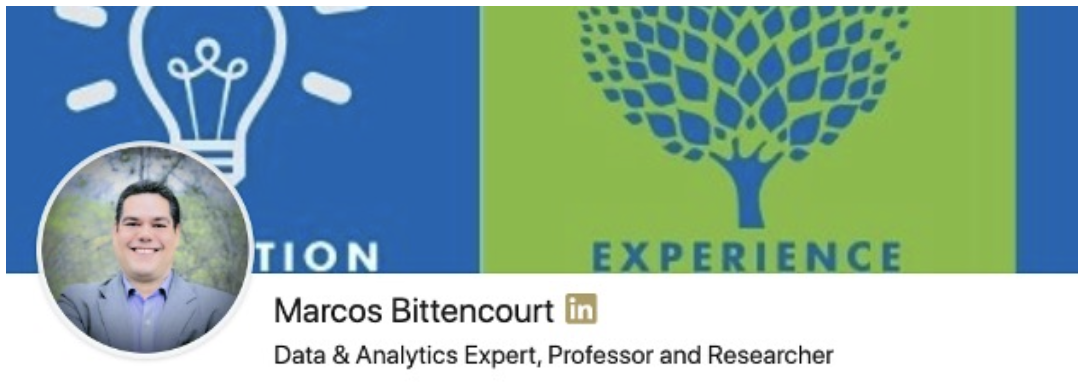 TION
EXPERIENCE
Marcos Bittencourt in
Data & Analytics Expert, Professor and Researcher